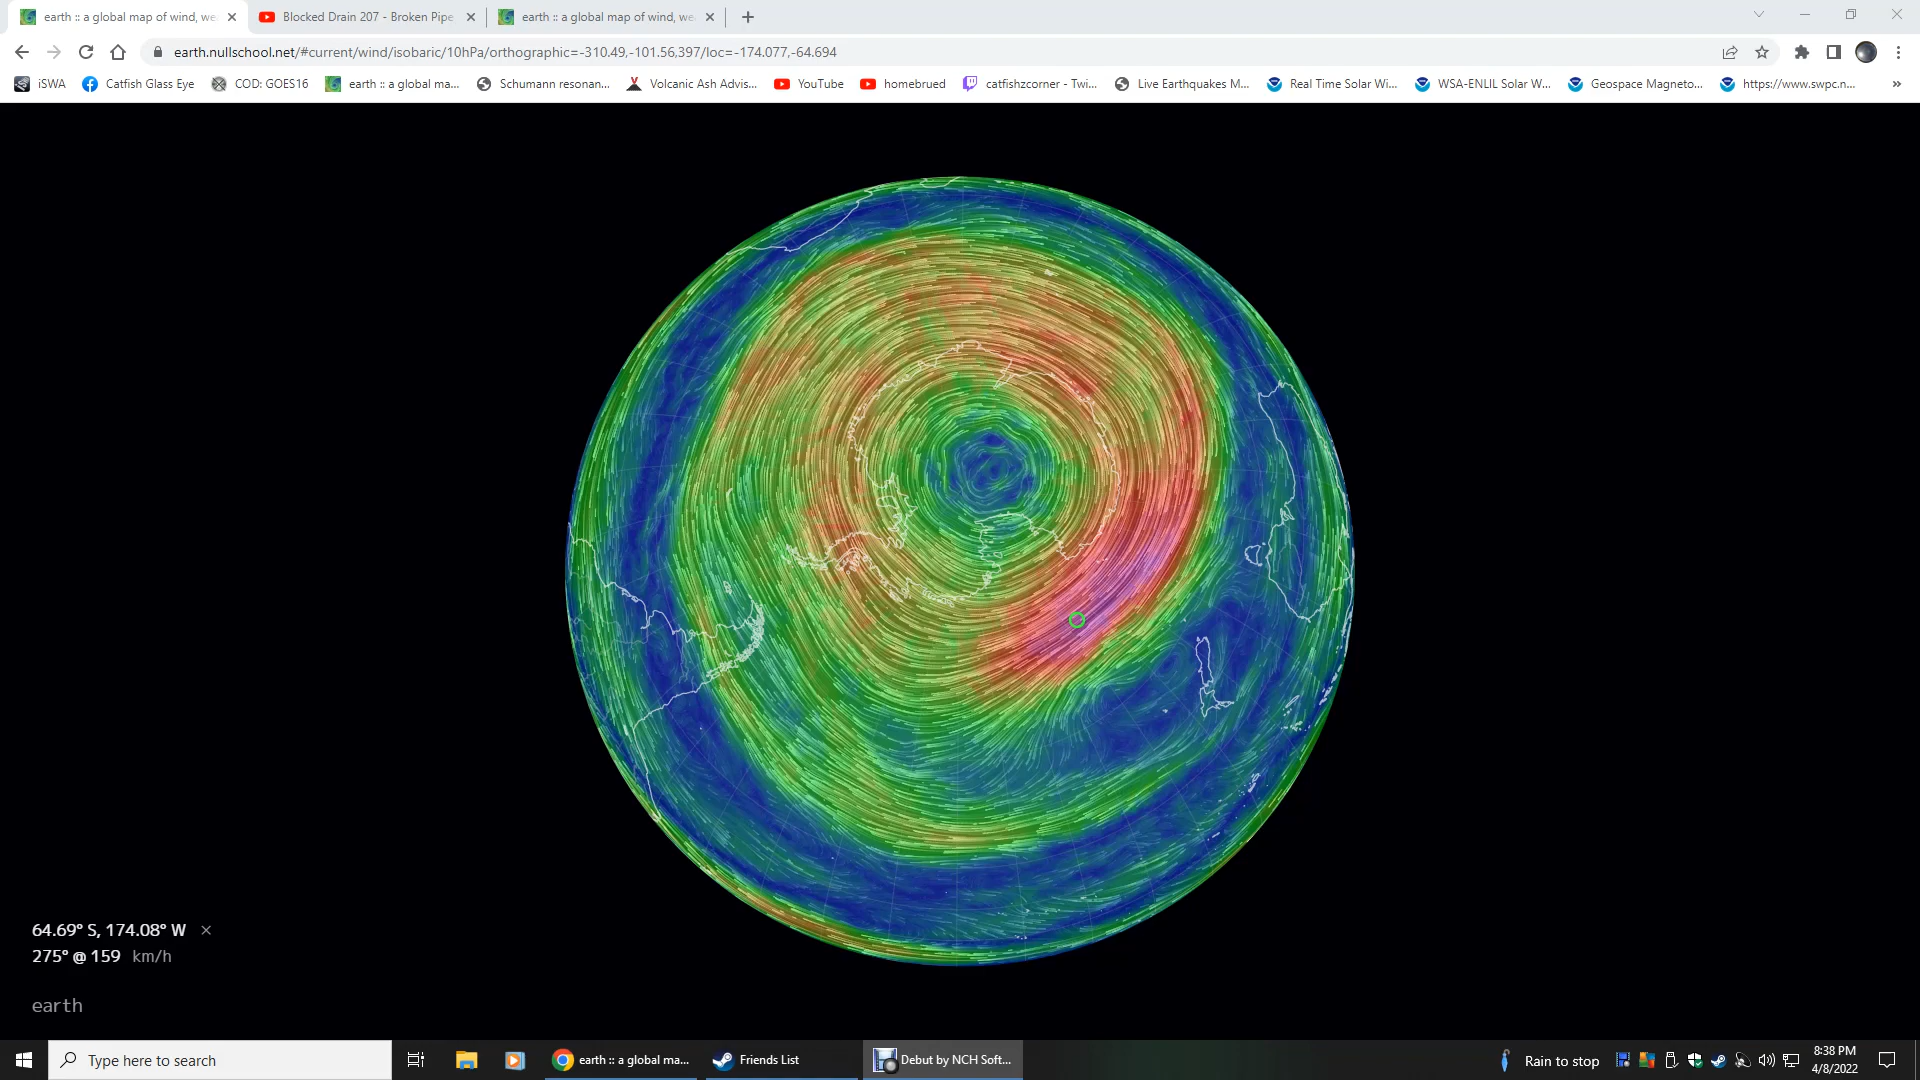 earth :: a global map of wind, we
Blocked Drain 207 - Broken Pipe
earth :: a global map of wind, we
earth.nullschool.net/#current/wind/isobaric/10hPa/orthographic=-310.49,-101.56,397/loc=-174.077,-64.694
iSWA
Catfish Glass Eye
COD: GOES16
earth :: a global ma...
Schumann resonan...
Volcanic Ash Advis...
YouTube
homebrued
catfishzcorner - Twi...
Live Earthquakes M...
Real Time Solar Wi...
WSA-ENLIL Solar W...
Geospace Magneto...
https://www.swpc.n...
64.69° S, 174.08° W ×
275° @ 159 km/h
earth
Type here to search
earth :: a global ma...
Friends List
Debut by NCH Soft...
Rain to stop
8:38 PM
4/8/2022